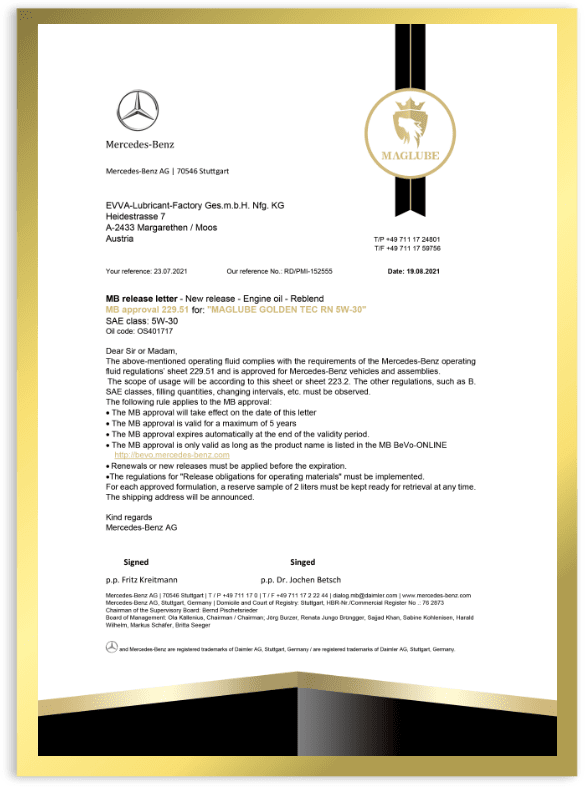 Mercedes-Benz
MAGLUBE
Mercedes-Benz AG | 70546 Stuttgart
EVVA-Lubricant-Factory Ges.m.b.H. Nfg. KG
Heidestrasse 7
A-2433 Margarethen / Moos
Austria
T/P +49 711 17 24801
T/F +49 711 17 59756
Your reference: 23.07.2021 Our reference No.: RD/PMI-152555 Date: 19.08.2021
MB release letter - New release - Engine oil - Reblend
MB approval 229.51 for: "MAGLUBE GOLDEN TEC RN 5W-30"
SAE class: 5W-30
Oil code: OS401717
Dear Sir or Madam,
The above-mentioned operating fluid complies with the requirements of the Mercedes-Benz operating
fluid regulations' sheet 229.51 and is approved for Mercedes-Benz vehicles and assemblies.
The scope of usage will be according to this sheet or sheet 223.2. The other regulations, such as B.
SAE classes, filling quantities, changing intervals, etc. must be observed.
The following rule applies to the MB approval:
• The MB approval will take effect on the date of this letter
• The MB approval is valid for a maximum of 5 years
• The MB approval expires automatically at the end of the validity period.
• The MB approval is only valid as long as the product name is listed in the MB BeVo-ONLINE
http://bevo.mercedes-benz.com
• Renewals or new releases must be applied before the expiration.
•The regulations for "Release obligations for operating materials" must be implemented.
For each approved formulation, a reserve sample of 2 liters must be kept ready for retrieval at any time.
The shipping address will be announced.
Kind regards
Mercedes-Benz AG
Signed Singed
p.p. Fritz Kreitmann p.p. Dr. Jochen Betsch
Mercedes-Benz AG | 70546 Stuttgart | T / P +49 711 17 0 | T / F +49 711 17 2 22 44 | dialog.mb@daimler.com | www.mercedes-benz.com
Mercedes-Benz AG, Stuttgart, Germany | Domicile and Court of Registry: Stuttgart, HBR-Nr./Commercial Register No .. 76 2873
Chairman of the Supervisory Board: Bernd Pischetsrieder
Board of Management: Ola Källenius, Chairman / Chairman; Jörg Burzer, Renata Jungo Brüngger, Sajjad Khan, Sabine Kohleisen, Harald
Wilhelm, Markus Schäfer, Britta Seeger
and Mercedes-Benz are registered trademarks of Daimler AG, Stuttgart, Germany / are registered trademarks of Daimler AG, Stuttgart, Germany.